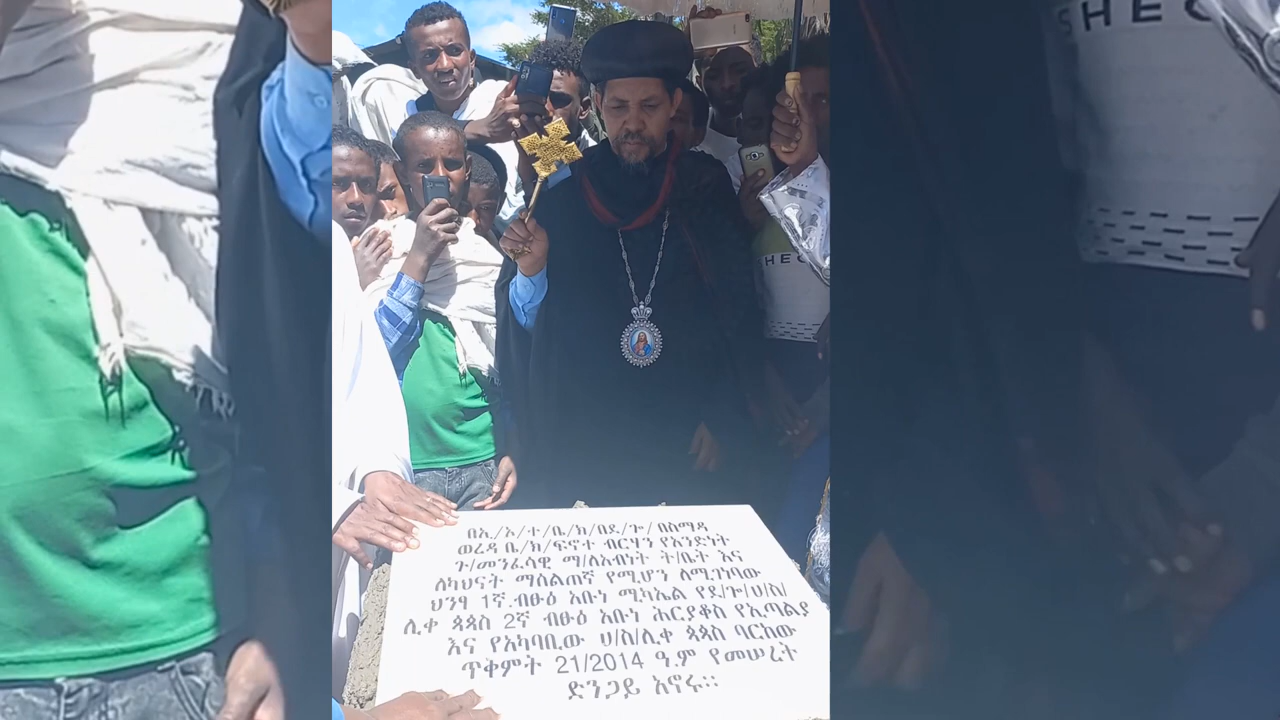 በኢ/ኦ/ተ/ቤ/ክ/በደ/ጎ/ በስማዳ
ወረዳ ቤ/ክ/ፍኖተ ብርሃን የአንድነት
ጉ/መንፈሳዊ ማ/ለአብነት ት/ቤት እና
ለካህናት ማሰልጠኛ የሚሆን ለሚገነባው
ህንፃ 1ኛ.ብፁዕ አቡነ ሚካኤል የደ/ጎ/ሀ/ስ/
ሊቀ ጳጳስ 2ኛ ብፁዕ አቡነ ሕርያቆስ የኢጣልያ
እና የአካባቢው ሀ/ስ/ሊቀ ጳጳስ ባርከው
ጥቅምት 21/2014 ዓ.ም የመሠረት
ድንጋይ አኖሩ።
HEC
SHEC